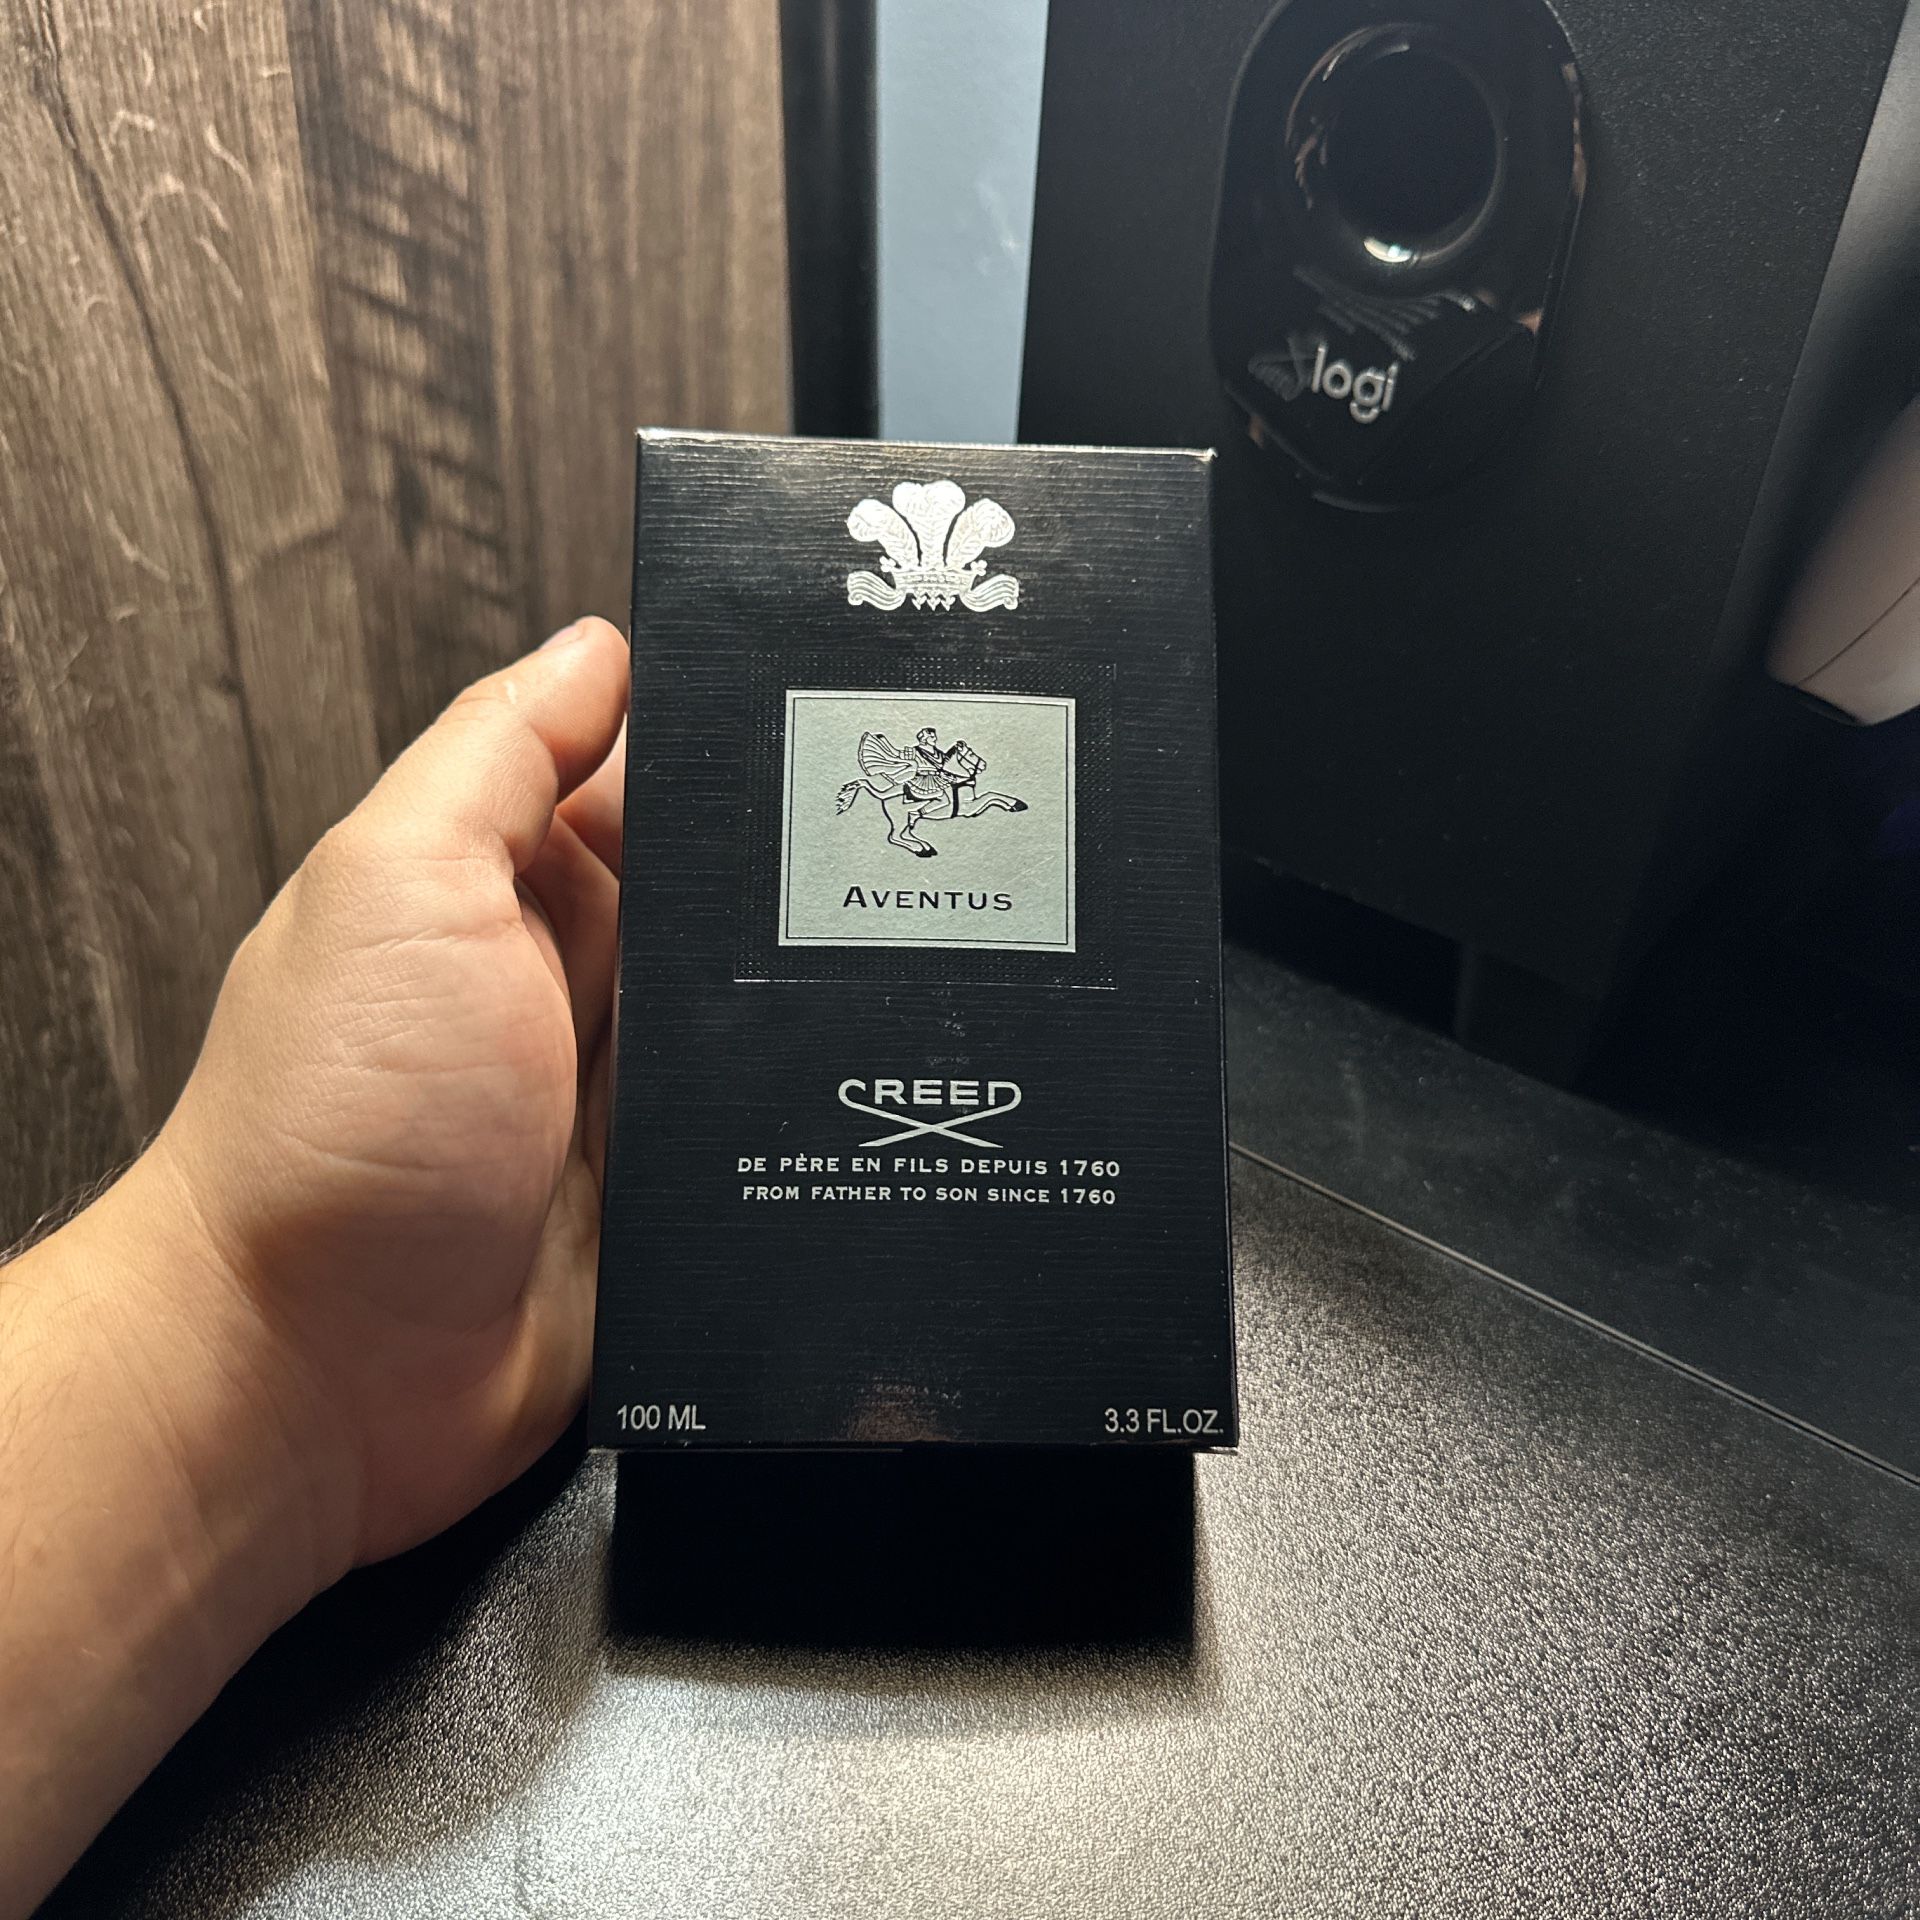 logi
AVENTUS
CREED
DE PÈRE EN FILS DEPUIS 1760
FROM FATHER TO SON SINCE 1760
100 ML 3.3 FL.OZ.